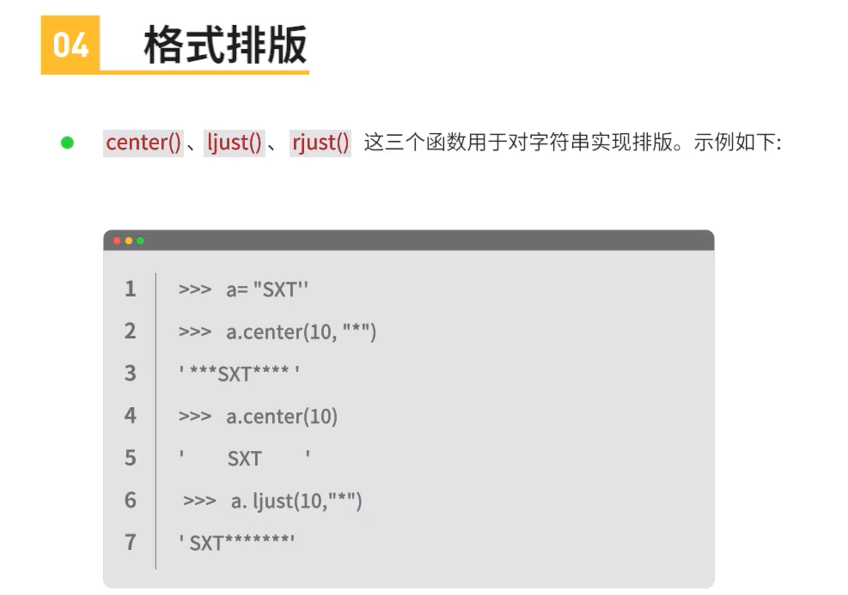 04 格式排版
center()、ljust()、rjust() 这三个函数用于对字符串实现排版。示例如下:
1 >>> a= "SXT''
2 >>> a.center(10, "*")
3 ' ***SXT**** '
4 >>> a.center(10)
5 '   SXT   '
6 >>> a. ljust(10,"*")
7 ' SXT*******'